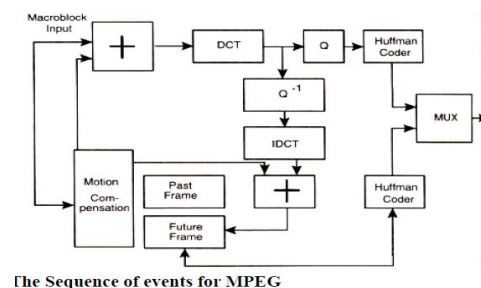 Macroblock
Input
+
DCT
Q
Huffman
Coder
Q -1
MUX
IDCT
Motion
Com-
pensation
Past
Frame
+
Huffman
Coder
Future
Frame
The Sequence of events for MPEG